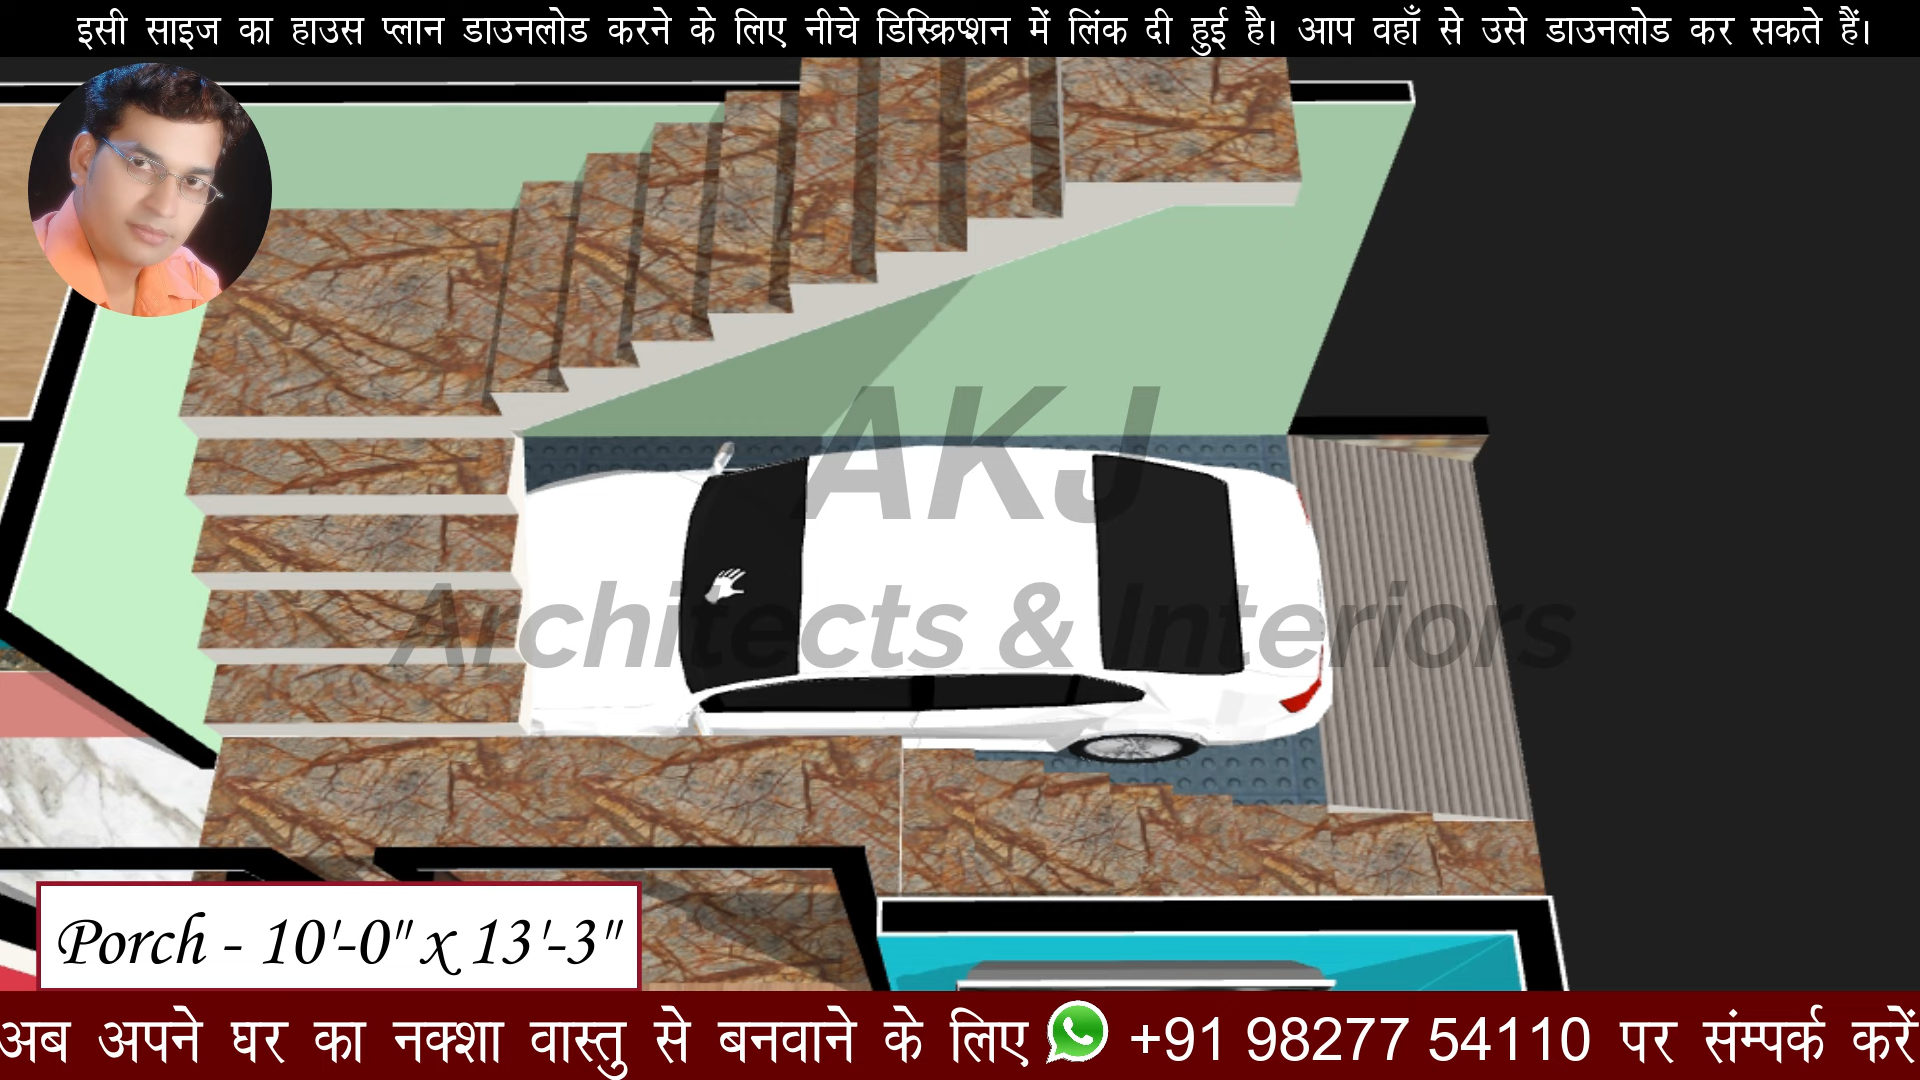 इसी साइज का हाउस प्लान डाउनलोड करने के लिए नीचे डिस्क्रिप्शन में लिंक दी हुई है। आप वहाँ से उसे डाउनलोड कर सकते हैं।
AKJ
Architects & Interiors
Porch - 10'-0" x 13'-3"
अब अपने घर का नक्शा वास्तु से बनवाने के लिए +91 98277 54110 पर संम्पर्क करें